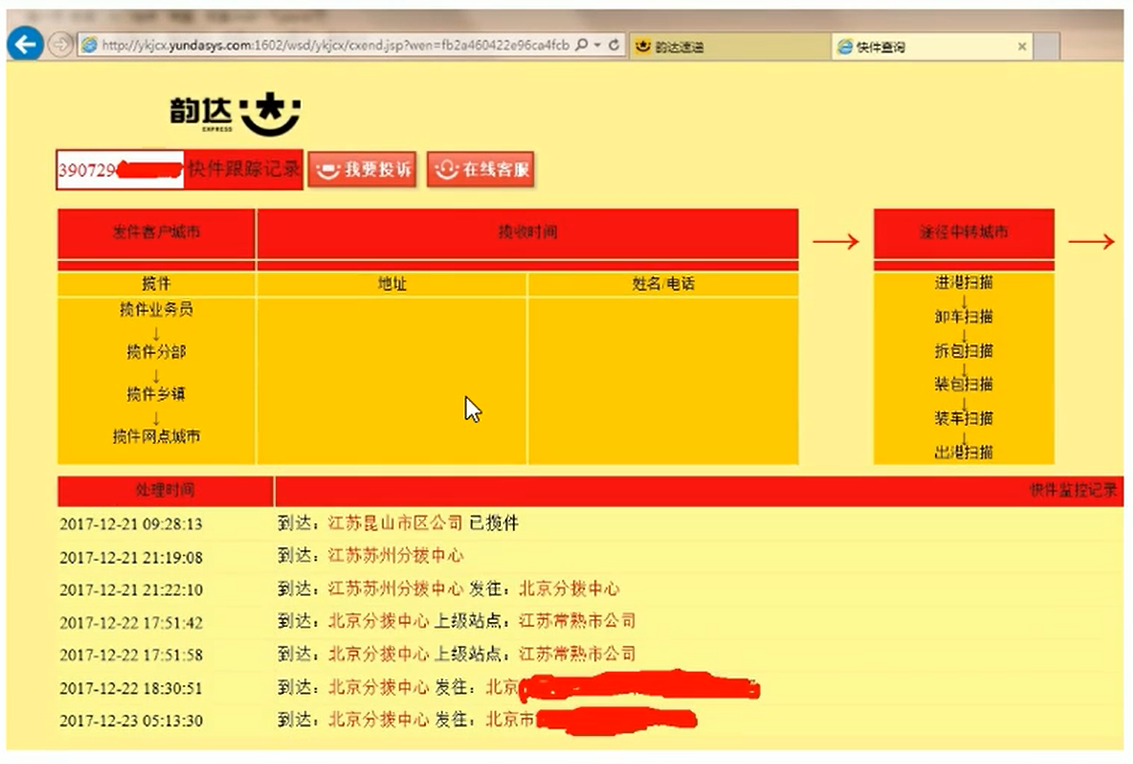 http://ykjcx.yundasys.com:1602/wsd/ykjcx/cxend.jsp?wen=fb2a460422e96ca4fcb
韵达速递
快件查询
韵达
EXPRESS
390729 快件跟踪记录 我要投诉 在线客服
发件客户城市 揽收时间 → 途径中转城市 →
揽件 地址 姓名/电话
揽件业务员
↓
揽件分部
↓
揽件乡镇
↓
揽件网点城市
进港扫描
↓
卸车扫描
↓
拆包扫描
↓
装包扫描
↓
装车扫描
↓
出港扫描
处理时间 快件监控记录
2017-12-21 09:28:13 到达：江苏昆山市区公司 已揽件
2017-12-21 21:19:08 到达：江苏苏州分拨中心
2017-12-21 21:22:10 到达：江苏苏州分拨中心 发往：北京分拨中心
2017-12-22 17:51:42 到达：北京分拨中心 上级站点：江苏常熟市公司
2017-12-22 17:51:58 到达：北京分拨中心 上级站点：江苏常熟市公司
2017-12-22 18:30:51 到达：北京分拨中心 发往：北京
2017-12-23 05:13:30 到达：北京分拨中心 发往：北京市